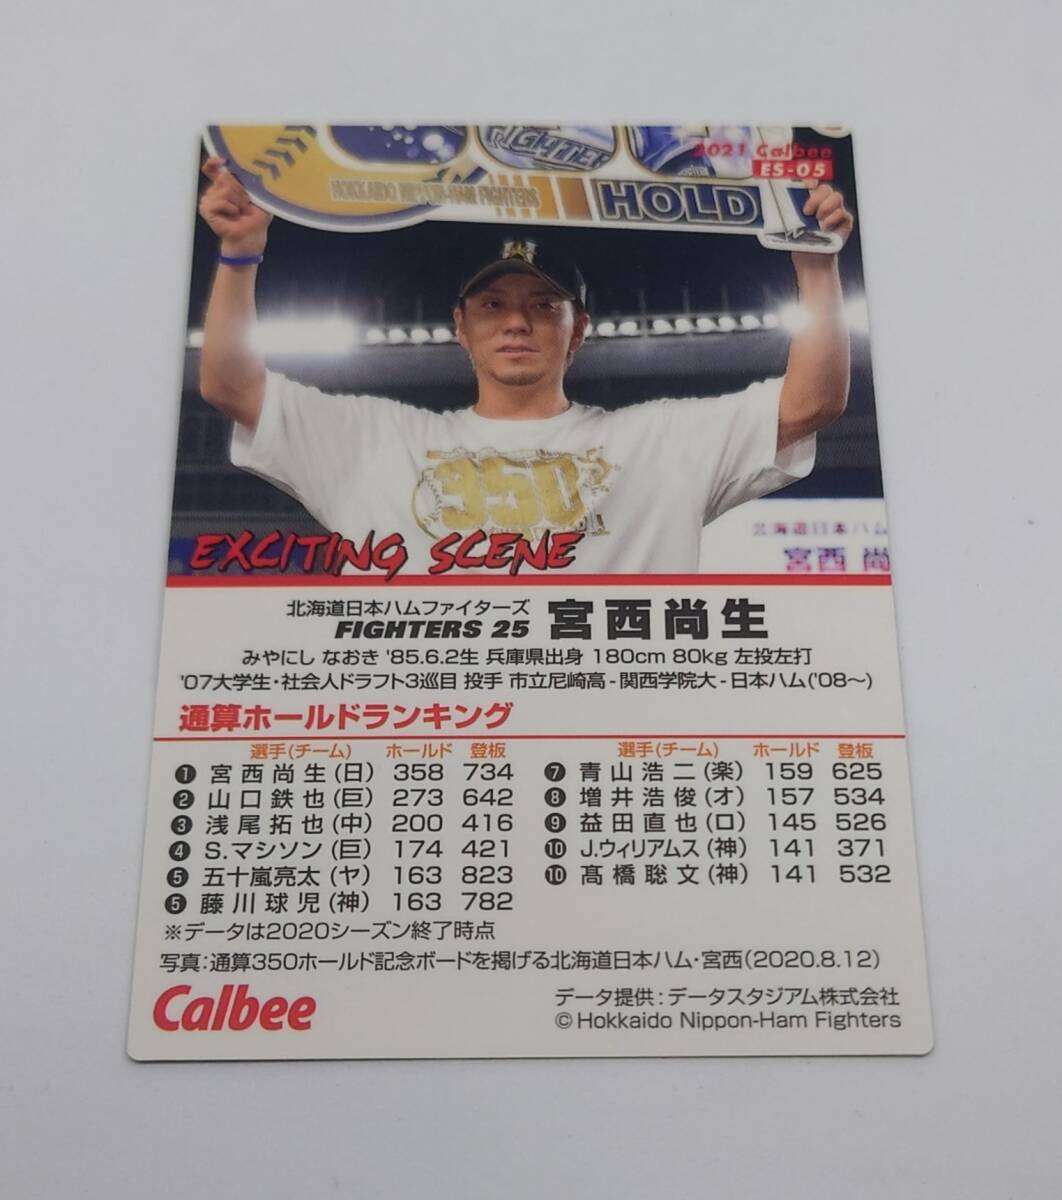 2021 Calbee
ES-05
HOKKAIDO NIPPON-HAM FIGHTERS
HOLD
350
北海道日本ハム
宮西 尚
EXCITING SCENE
北海道日本ハムファイターズ
FIGHTERS 25 宮西尚生
みやにし なおき '85.6.2生 兵庫県出身 180cm 80kg 左投左打
'07大学生・社会人ドラフト3巡目 投手 市立尼崎高-関西学院大-日本ハム('08〜)
通算ホールドランキング
選手(チーム) ホールド 登板
❶ 宮西尚生(日) 358 734
❷ 山口鉄也(巨) 273 642
❸ 浅尾拓也(中) 200 416
❹ S.マシソン(巨) 174 421
❺ 五十嵐亮太(ヤ) 163 823
❺ 藤川球児(神) 163 782
選手(チーム) ホールド 登板
❼ 青山浩二(楽) 159 625
❽ 増井浩俊(オ) 157 534
❾ 益田直也(ロ) 145 526
❿ J.ウィリアムス(神) 141 371
❿ 髙橋聡文(神) 141 532
※データは2020シーズン終了時点
写真:通算350ホールド記念ボードを掲げる北海道日本ハム・宮西(2020.8.12)
Calbee
データ提供:データスタジアム株式会社
©Hokkaido Nippon-Ham Fighters